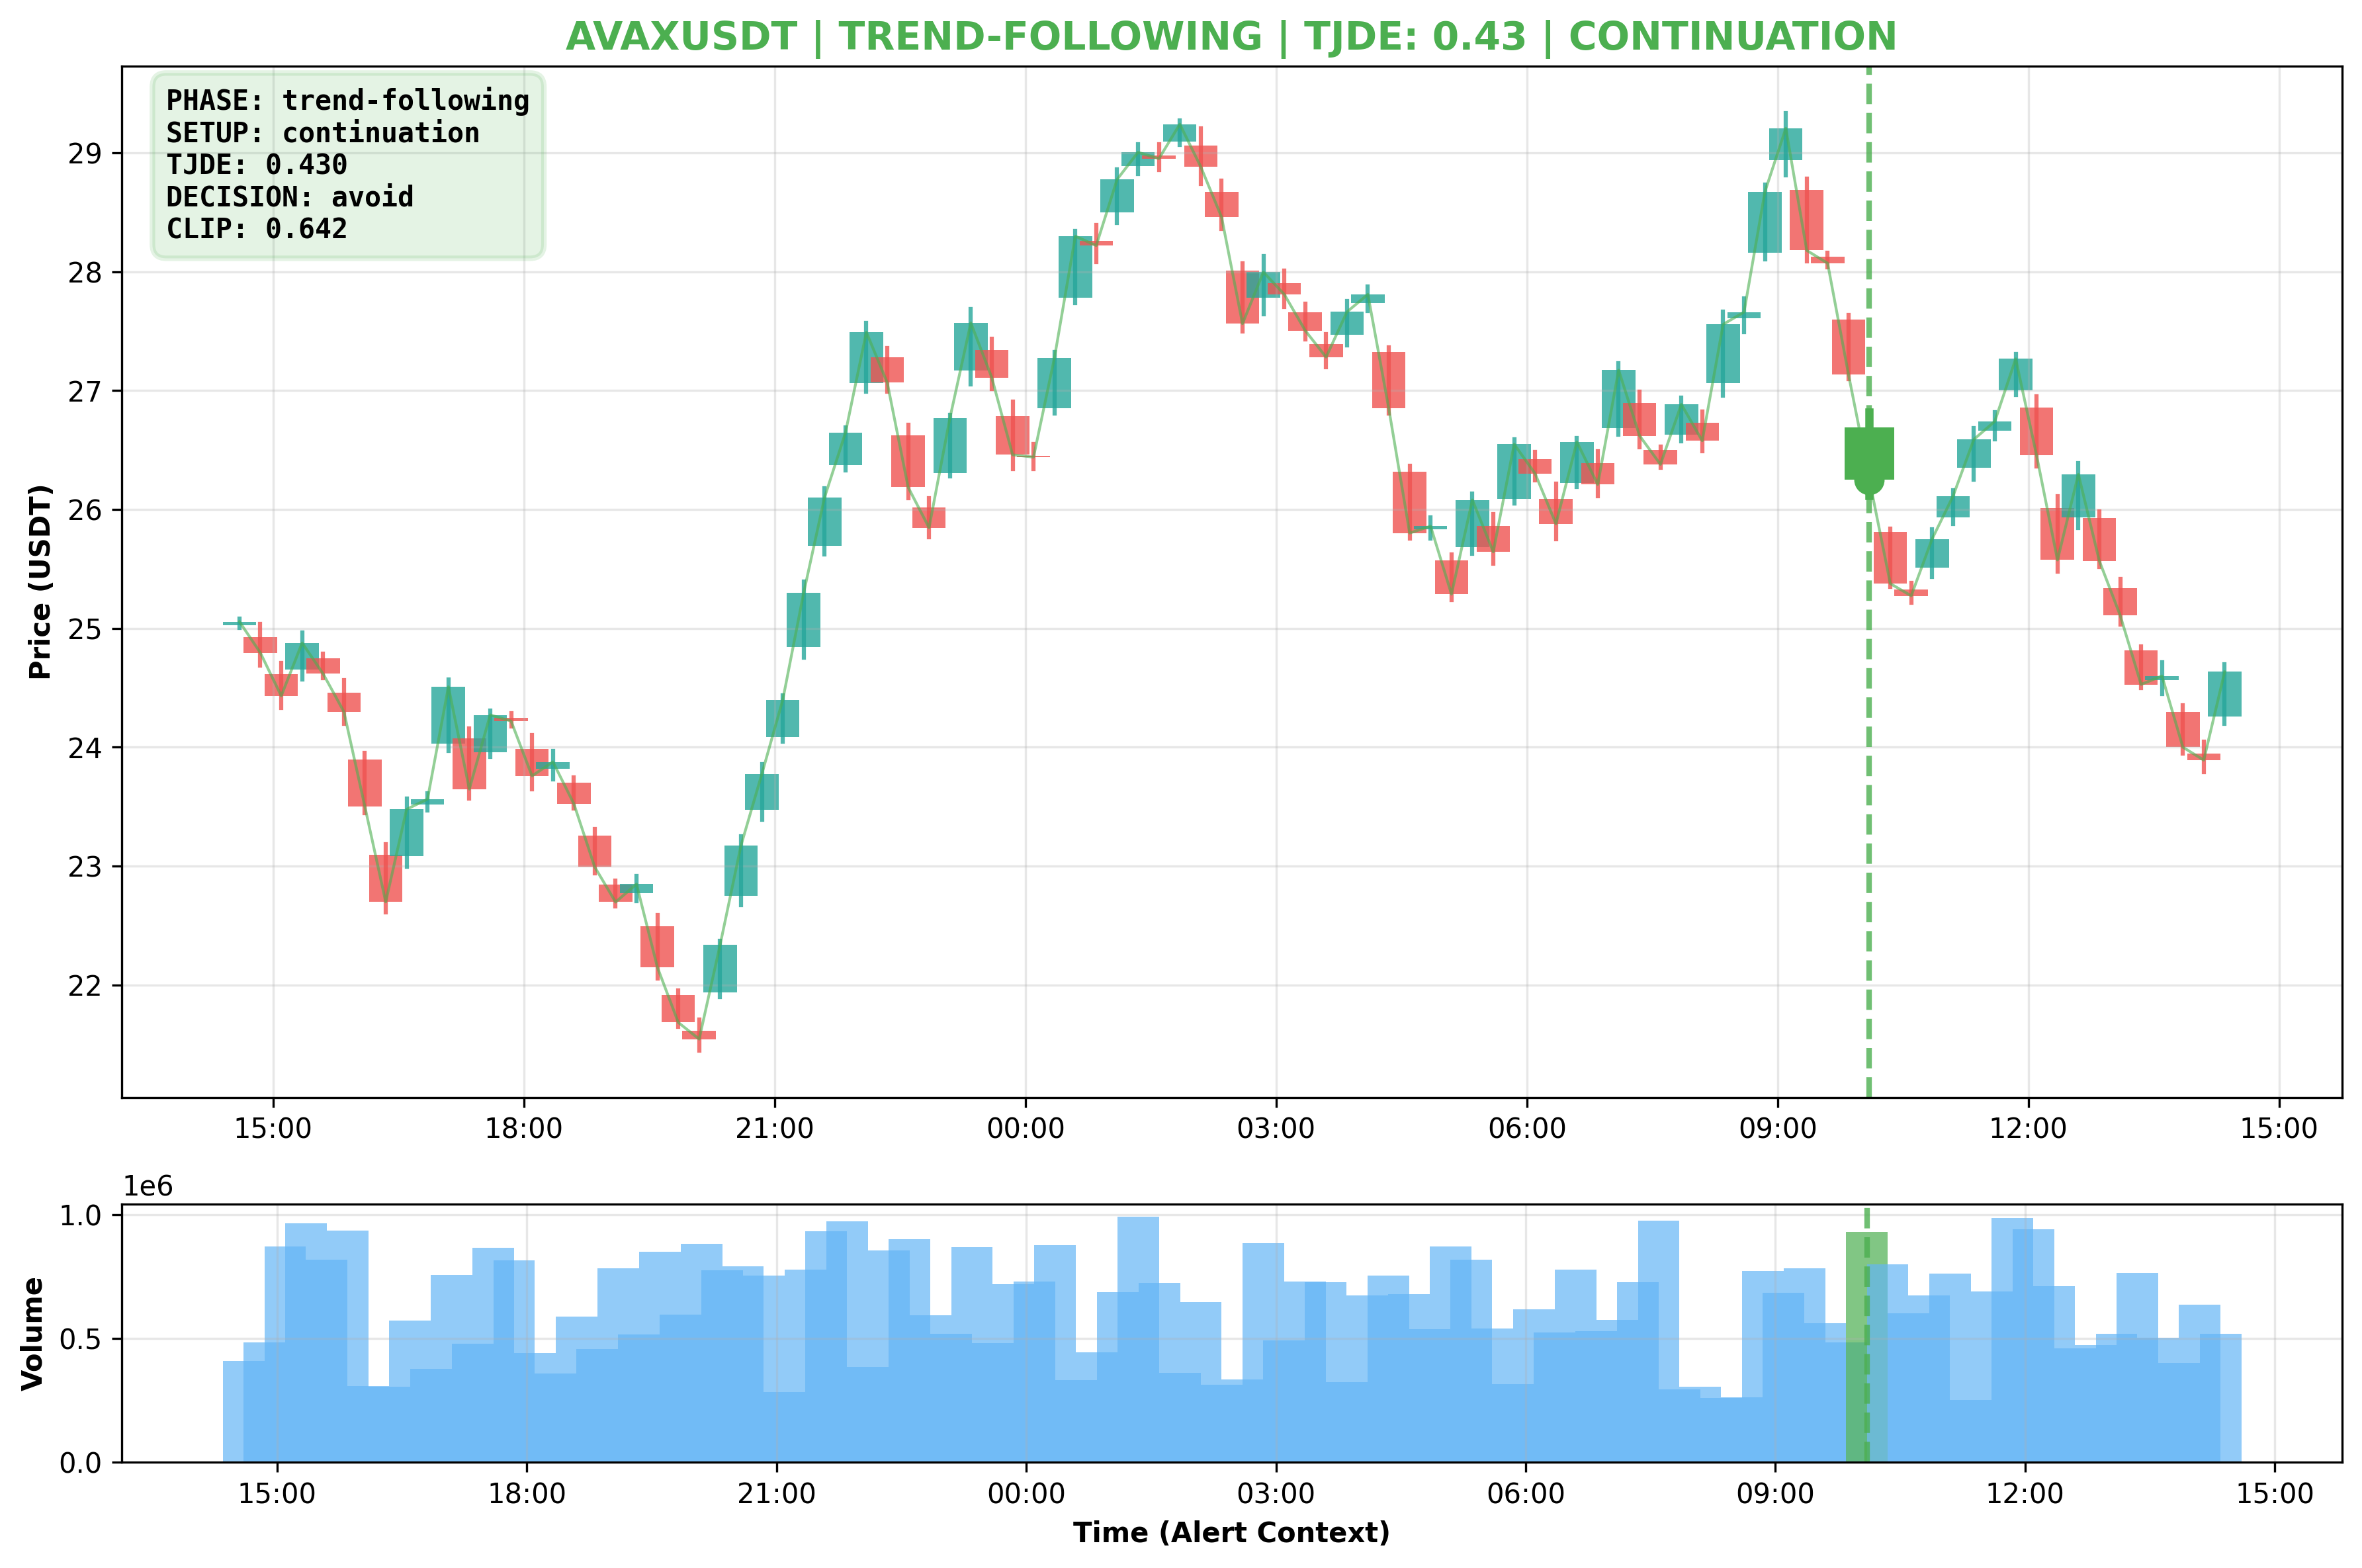 AVAXUSDT | TREND-FOLLOWING | TJDE: 0.43 | CONTINUATION
PHASE: trend-following
SETUP: continuation
TJDE: 0.430
DECISION: avoid
CLIP: 0.642
Price (USDT)
29
28
27
26
25
24
23
22
15:00 18:00 21:00 00:00 03:00 06:00 09:00 12:00 15:00
1e6
Volume
1.0
0.5
0.0
15:00 18:00 21:00 00:00 03:00 06:00 09:00 12:00 15:00
Time (Alert Context)